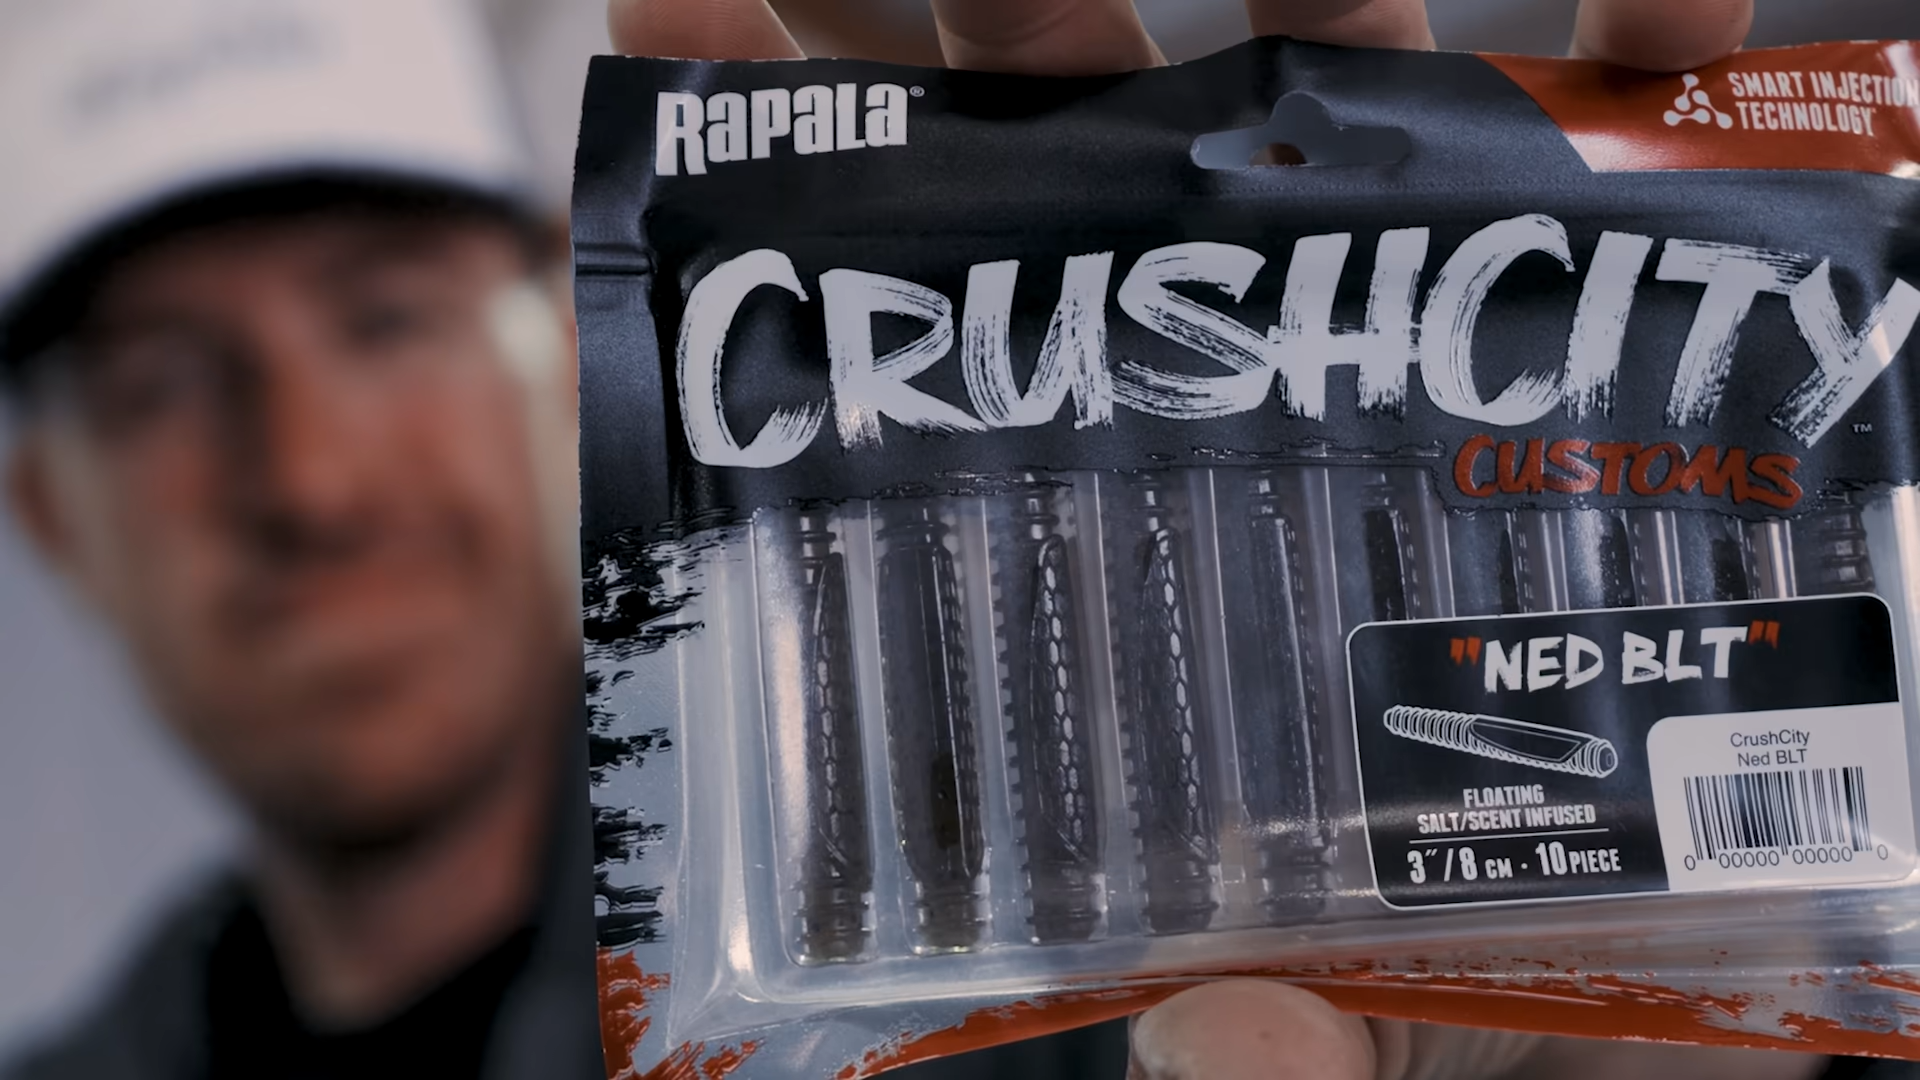 RAPALA®
SMART INJECTION
TECHNOLOGY
CRUSHCITY™
CUSTOMS
"NED BLT"
CrushCity
Ned BLT
FLOATING
SALT/SCENT INFUSED
3"/8 CM · 10 PIECE
0 00000 00000 0